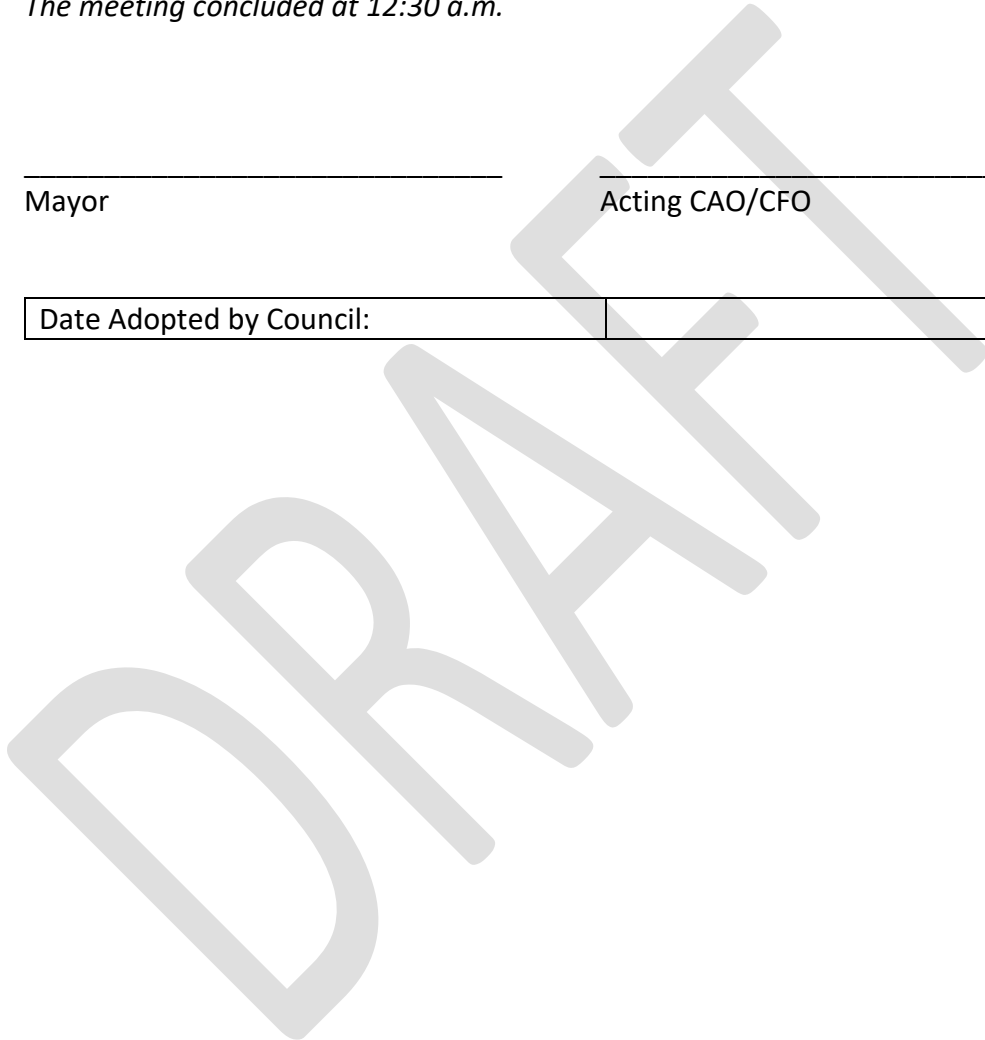 The meeting concluded at 12:30 a.m.
Mayor
Acting CAO/CFO
Date Adopted by Council:
DRAFT